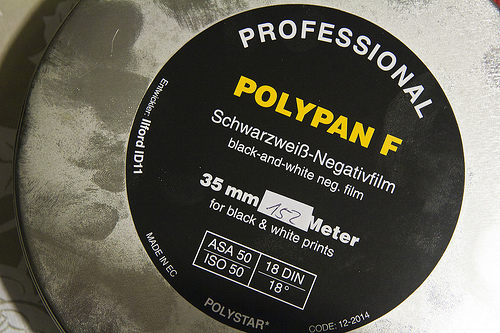 PROFESSIONAL
POLYPAN F
Schwarzweiß-Negativfilm
black-and-white neg. film
35 mm 152 Meter
for black & white prints
ASA 50 18 DIN
ISO 50 18°
Entwickler: Ilford ID11
MADE IN EC
POLYSTAR*
CODE: 12-2014